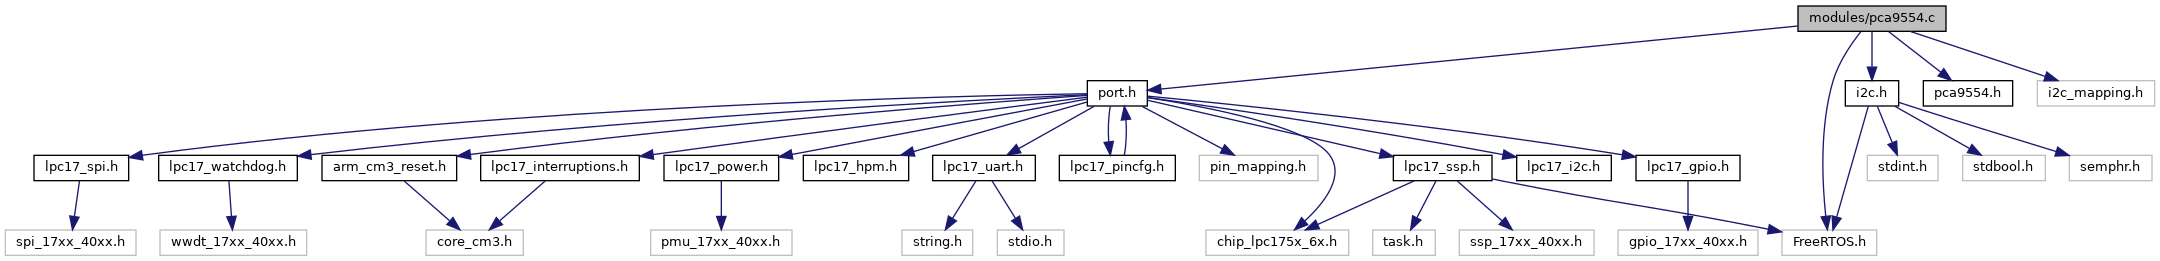 modules/pca9554.c
port.h
i2c.h
pca9554.h
i2c_mapping.h
lpc17_spi.h
lpc17_watchdog.h
arm_cm3_reset.h
lpc17_interruptions.h
lpc17_power.h
lpc17_hpm.h
lpc17_uart.h
lpc17_pincfg.h
pin_mapping.h
lpc17_ssp.h
lpc17_i2c.h
lpc17_gpio.h
stdint.h
stdbool.h
semphr.h
spi_17xx_40xx.h
wwdt_17xx_40xx.h
core_cm3.h
pmu_17xx_40xx.h
string.h
stdio.h
chip_lpc175x_6x.h
task.h
ssp_17xx_40xx.h
gpio_17xx_40xx.h
FreeRTOS.h